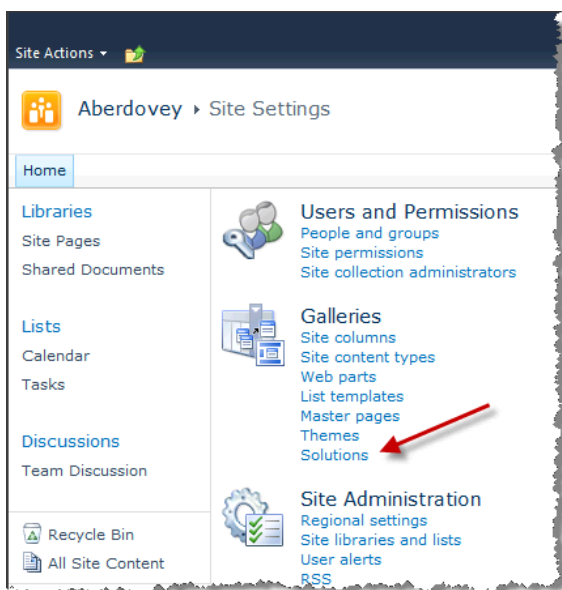 Site Actions
Aberdovey ▸ Site Settings
Home
Libraries
Site Pages
Shared Documents
Lists
Calendar
Tasks
Discussions
Team Discussion
Recycle Bin
All Site Content
Users and Permissions
People and groups
Site permissions
Site collection administrators
Galleries
Site columns
Site content types
Web parts
List templates
Master pages
Themes
Solutions
Site Administration
Regional settings
Site libraries and lists
User alerts
RSS